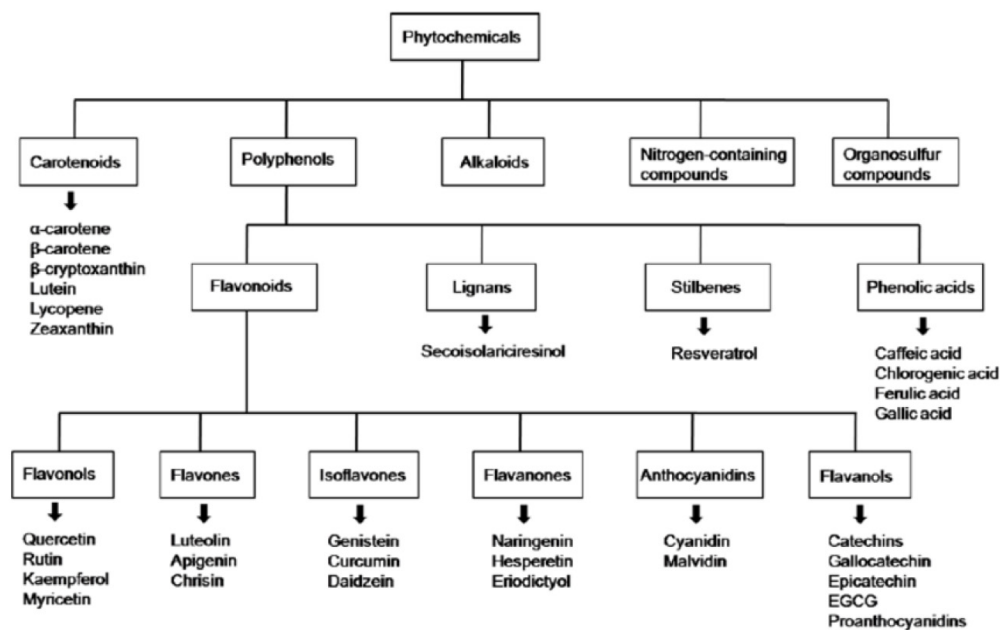 Phytochemicals
Carotenoids
Polyphenols
Alkaloids
Nitrogen-containing
compounds
Organosulfur
compounds
α-carotene
β-carotene
β-cryptoxanthin
Lutein
Lycopene
Zeaxanthin
Flavonoids
Lignans
Stilbenes
Phenolic acids
Secoisolariciresinol
Resveratrol
Caffeic acid
Chlorogenic acid
Ferulic acid
Gallic acid
Flavonols
Flavones
Isoflavones
Flavanones
Anthocyanidins
Flavanols
Quercetin
Rutin
Kaempferol
Myricetin
Luteolin
Apigenin
Chrisin
Genistein
Curcumin
Daidzein
Naringenin
Hesperetin
Eriodictyol
Cyanidin
Malvidin
Catechins
Gallocatechin
Epicatechin
EGCG
Proanthocyanidins